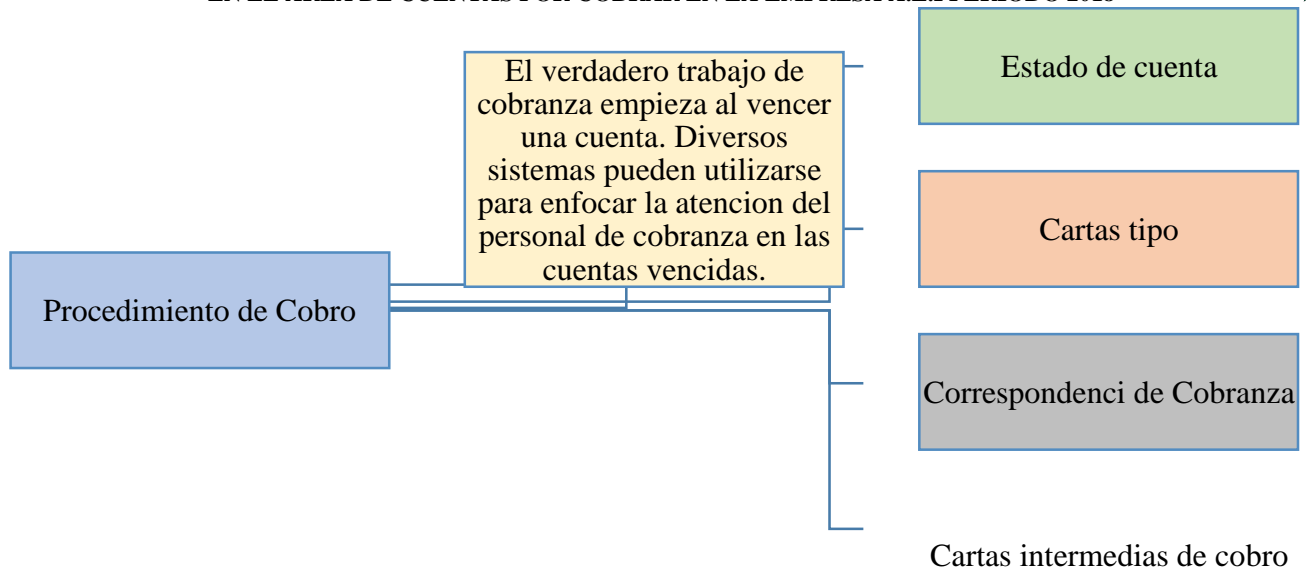 El verdadero trabajo de
cobranza empieza al vencer
una cuenta. Diversos
sistemas pueden utilizarse
para enfocar la atencion del
personal de cobranza en las
cuentas vencidas.
Procedimiento de Cobro
Estado de cuenta
Cartas tipo
Correspondenci de Cobranza
Cartas intermedias de cobro